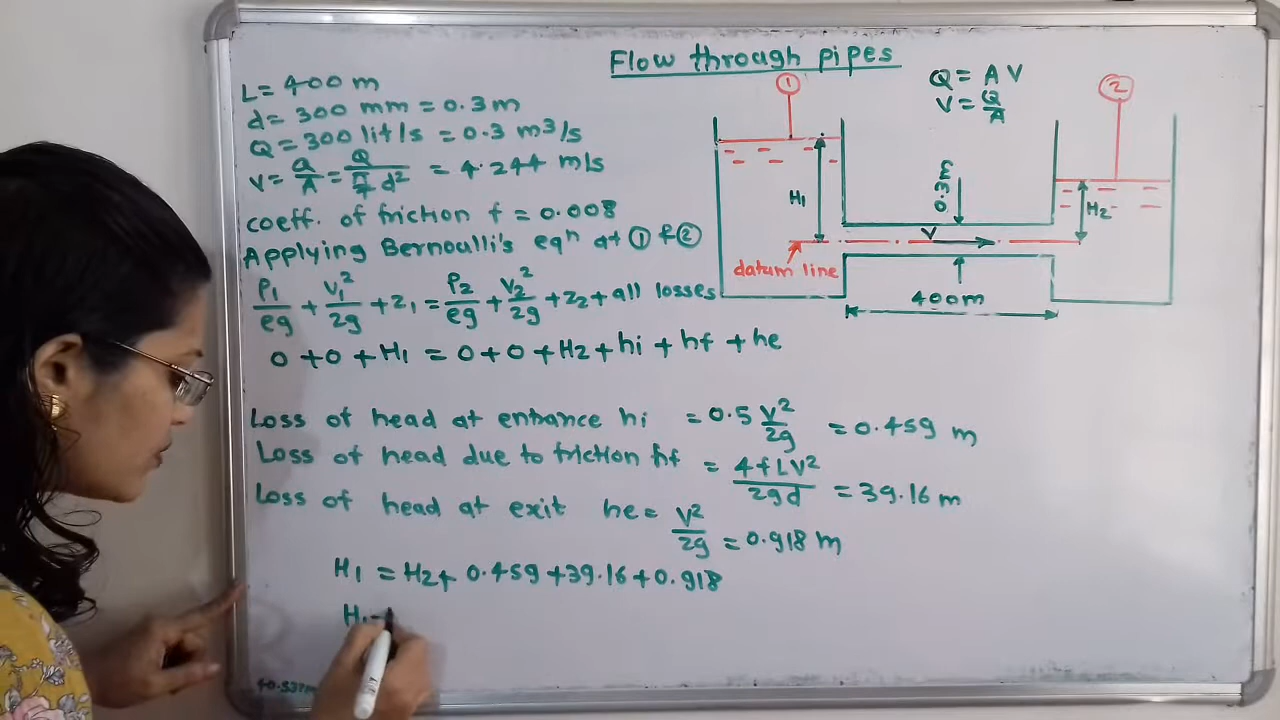 Flow through pipes
L = 400 m
d = 300 mm = 0.3 m
Q = 300 lit/s = 0.3 m³/s
V = Q/A = Q/(π/4 d²) = 4.244 m/s
coeff. of friction f = 0.008
Applying Bernoulli's eqⁿ at ① & ②
P₁/ρg + V₁²/2g + Z₁ = P₂/ρg + V₂²/2g + Z₂ + all losses
0 + 0 + H₁ = 0 + 0 + H₂ + hi + hf + he
Q = A V
V = Q/A
①
②
H₁
0.3m
H₂
V
datum line
400m
Loss of head at entrance hi = 0.5 V²/2g = 0.459 m
Loss of head due to friction hf = 4fLV²/2gd = 39.16 m
Loss of head at exit he = V²/2g = 0.918 m
H₁ = H₂ + 0.459 + 39.16 + 0.918
H₁ -